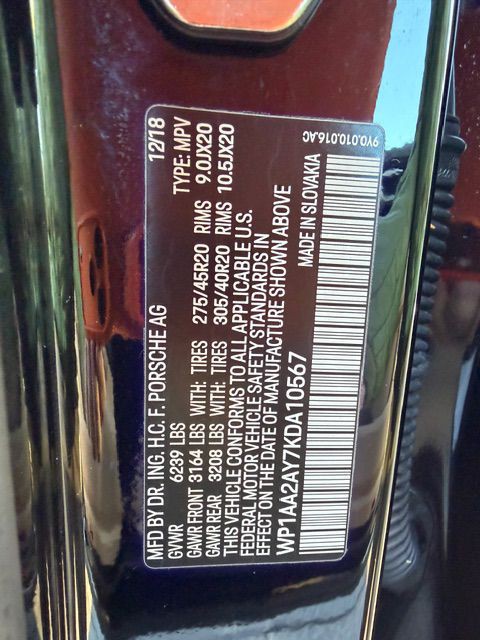 MFD BY DR. ING. H.C. F. PORSCHE AG 12/18
GVWR 6239 LBS TYPE: MPV
GAWR FRONT 3164 LBS WITH: TIRES 275/45R20 RIMS 9.0JX20
GAWR REAR 3208 LBS WITH: TIRES 305/40R20 RIMS 10.5JX20
THIS VEHICLE CONFORMS TO ALL APPLICABLE U.S.
FEDERAL MOTOR VEHICLE SAFETY STANDARDS IN
EFFECT ON THE DATE OF MANUFACTURE SHOWN ABOVE
WP1AA2AY7KDA10567 MADE IN SLOVAKIA
9Y0.010.016.AC